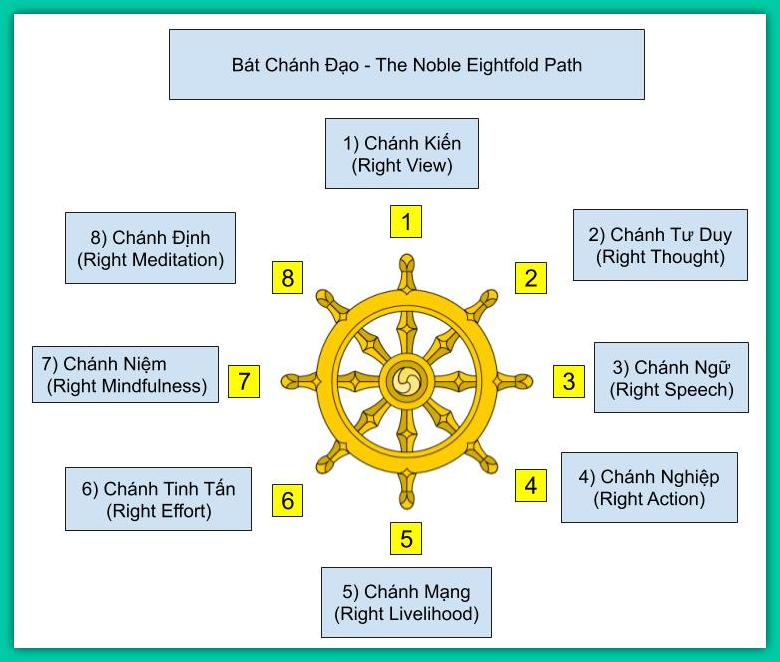 Bát Chánh Đạo - The Noble Eightfold Path
1) Chánh Kiến
(Right View)
1
2) Chánh Tư Duy
(Right Thought)
2
3) Chánh Ngữ
(Right Speech)
3
4) Chánh Nghiệp
(Right Action)
4
5
5) Chánh Mạng
(Right Livelihood)
6) Chánh Tinh Tấn
(Right Effort)
6
7) Chánh Niệm
(Right Mindfulness)
7
8) Chánh Định
(Right Meditation)
8